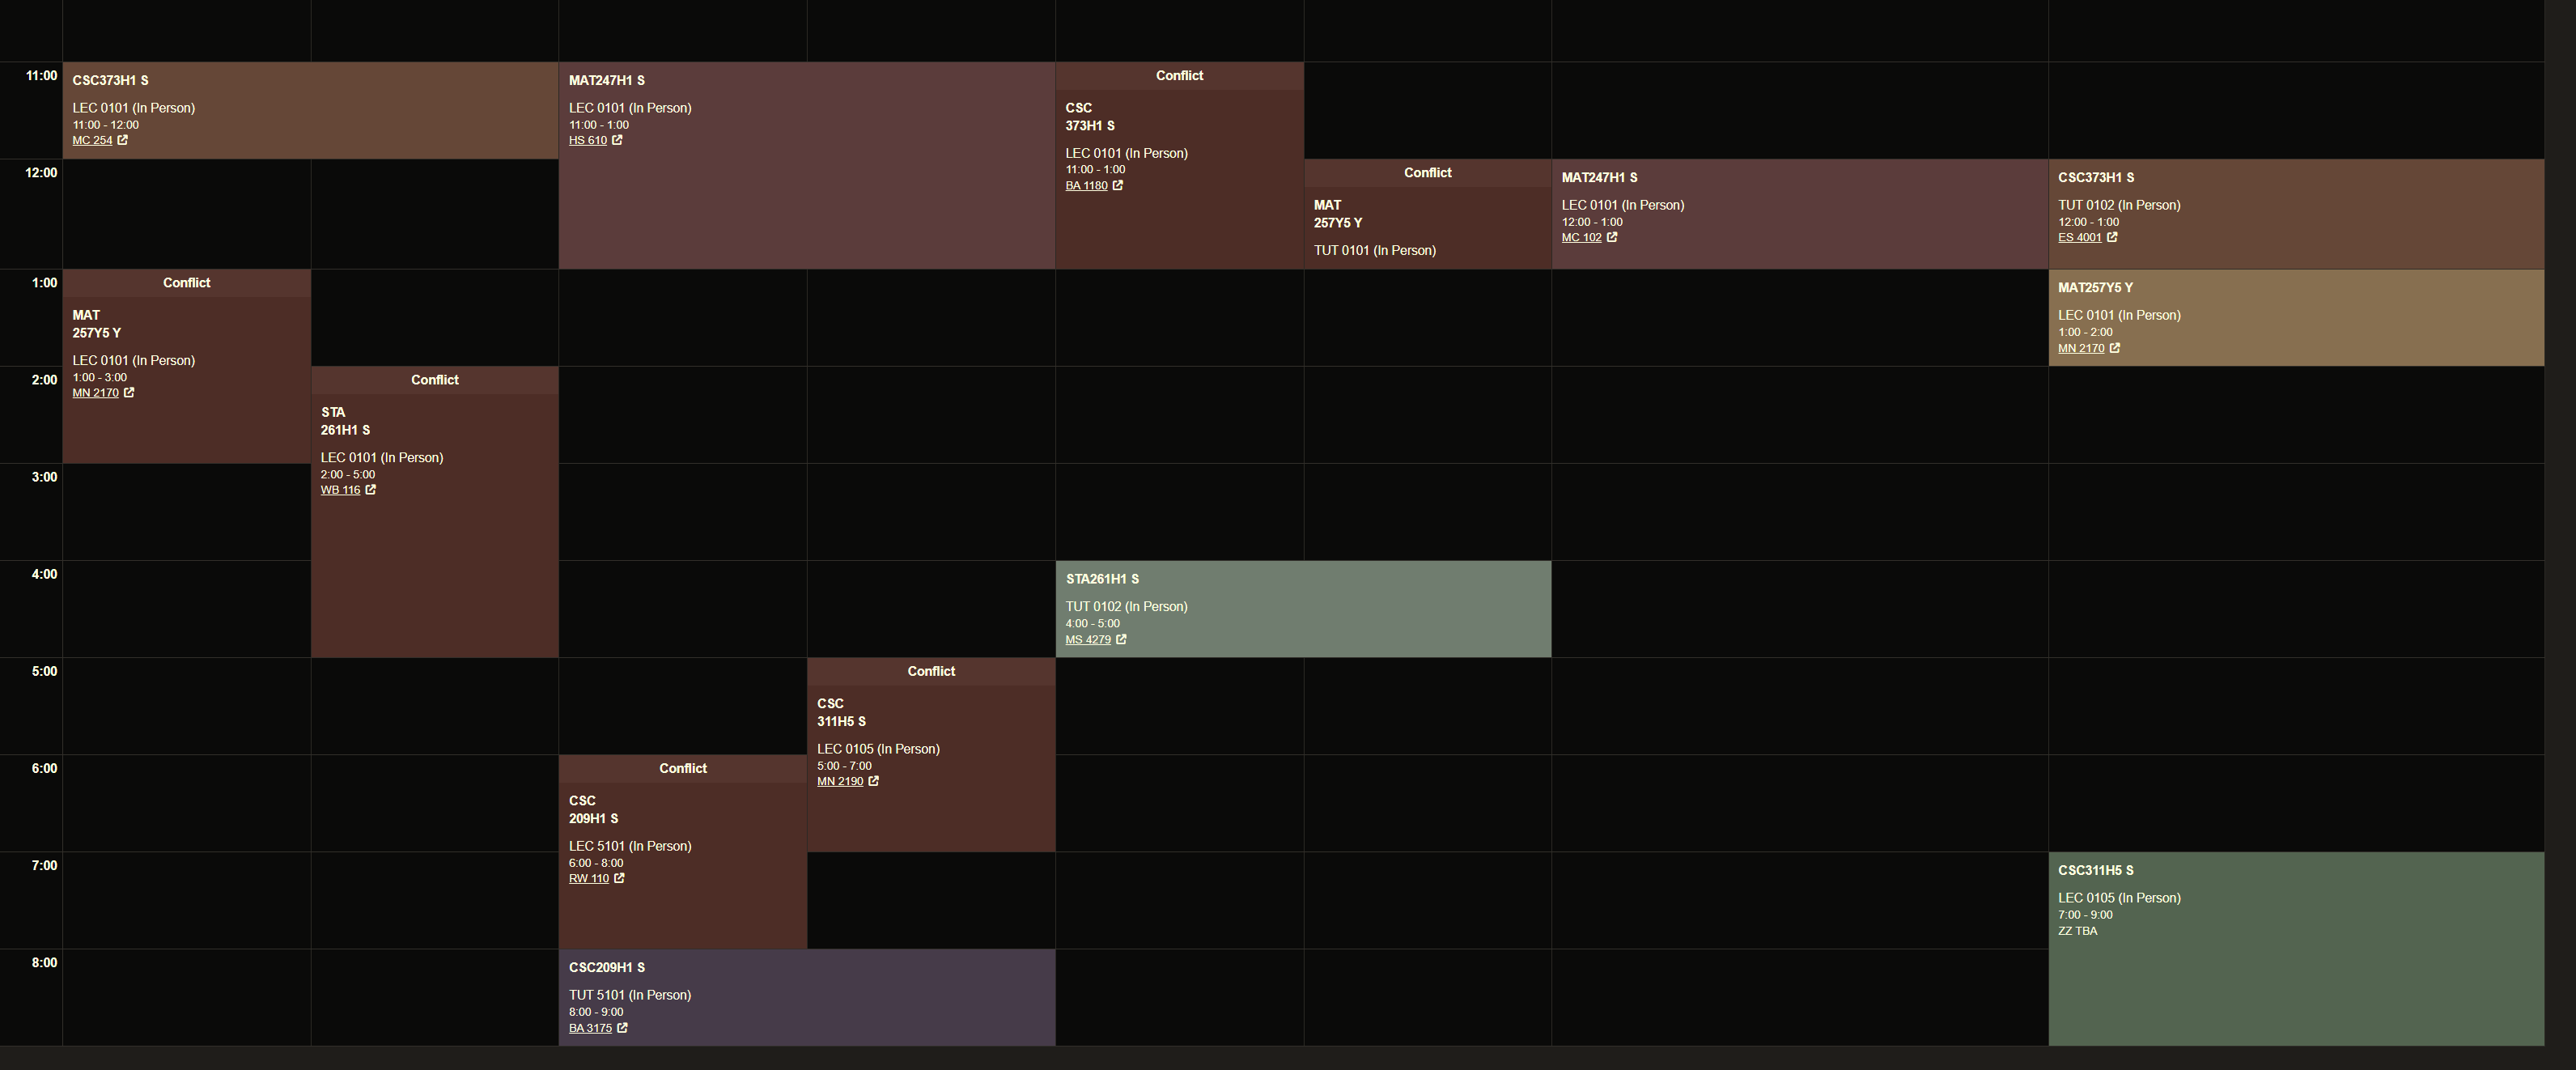 11:00
CSC373H1 S
LEC 0101 (In Person)
11:00 - 12:00
MC 254
MAT247H1 S
LEC 0101 (In Person)
11:00 - 1:00
HS 610
Conflict
CSC
373H1 S
LEC 0101 (In Person)
11:00 - 1:00
BA 1180
12:00
Conflict
MAT
257Y5 Y
TUT 0101 (In Person)
MAT247H1 S
LEC 0101 (In Person)
12:00 - 1:00
MC 102
CSC373H1 S
TUT 0102 (In Person)
12:00 - 1:00
ES 4001
1:00
Conflict
MAT
257Y5 Y
LEC 0101 (In Person)
1:00 - 3:00
MN 2170
MAT257Y5 Y
LEC 0101 (In Person)
1:00 - 2:00
MN 2170
2:00
Conflict
STA
261H1 S
LEC 0101 (In Person)
2:00 - 5:00
WB 116
3:00
4:00
STA261H1 S
TUT 0102 (In Person)
4:00 - 5:00
MS 4279
5:00
Conflict
CSC
311H5 S
LEC 0105 (In Person)
5:00 - 7:00
MN 2190
6:00
Conflict
CSC
209H1 S
LEC 5101 (In Person)
6:00 - 8:00
RW 110
7:00
CSC311H5 S
LEC 0105 (In Person)
7:00 - 9:00
ZZ TBA
8:00
CSC209H1 S
TUT 5101 (In Person)
8:00 - 9:00
BA 3175